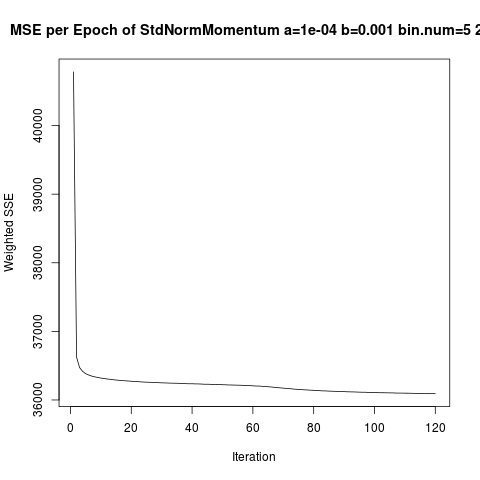 MSE per Epoch of StdNormMomentum a=1e-04 b=0.001 bin.num=5 2
40000
39000
38000
37000
36000
Weighted SSE
0 20 40 60 80 100 120
Iteration